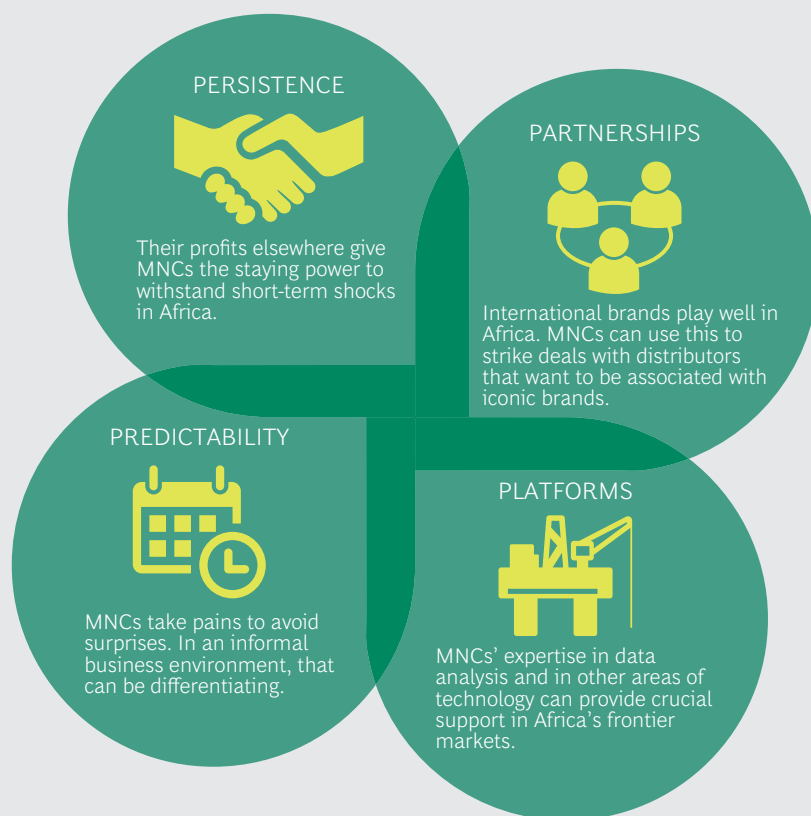 PERSISTENCE
Their profits elsewhere give
MNCs the staying power to
withstand short-term shocks
in Africa.
PARTNERSHIPS
International brands play well in
Africa. MNCs can use this to
strike deals with distributors
that want to be associated with
iconic brands.
PREDICTABILITY
MNCs take pains to avoid
surprises. In an informal
business environment, that
can be differentiating.
PLATFORMS
MNCs’ expertise in data
analysis and in other areas of
technology can provide crucial
support in Africa’s frontier
markets.